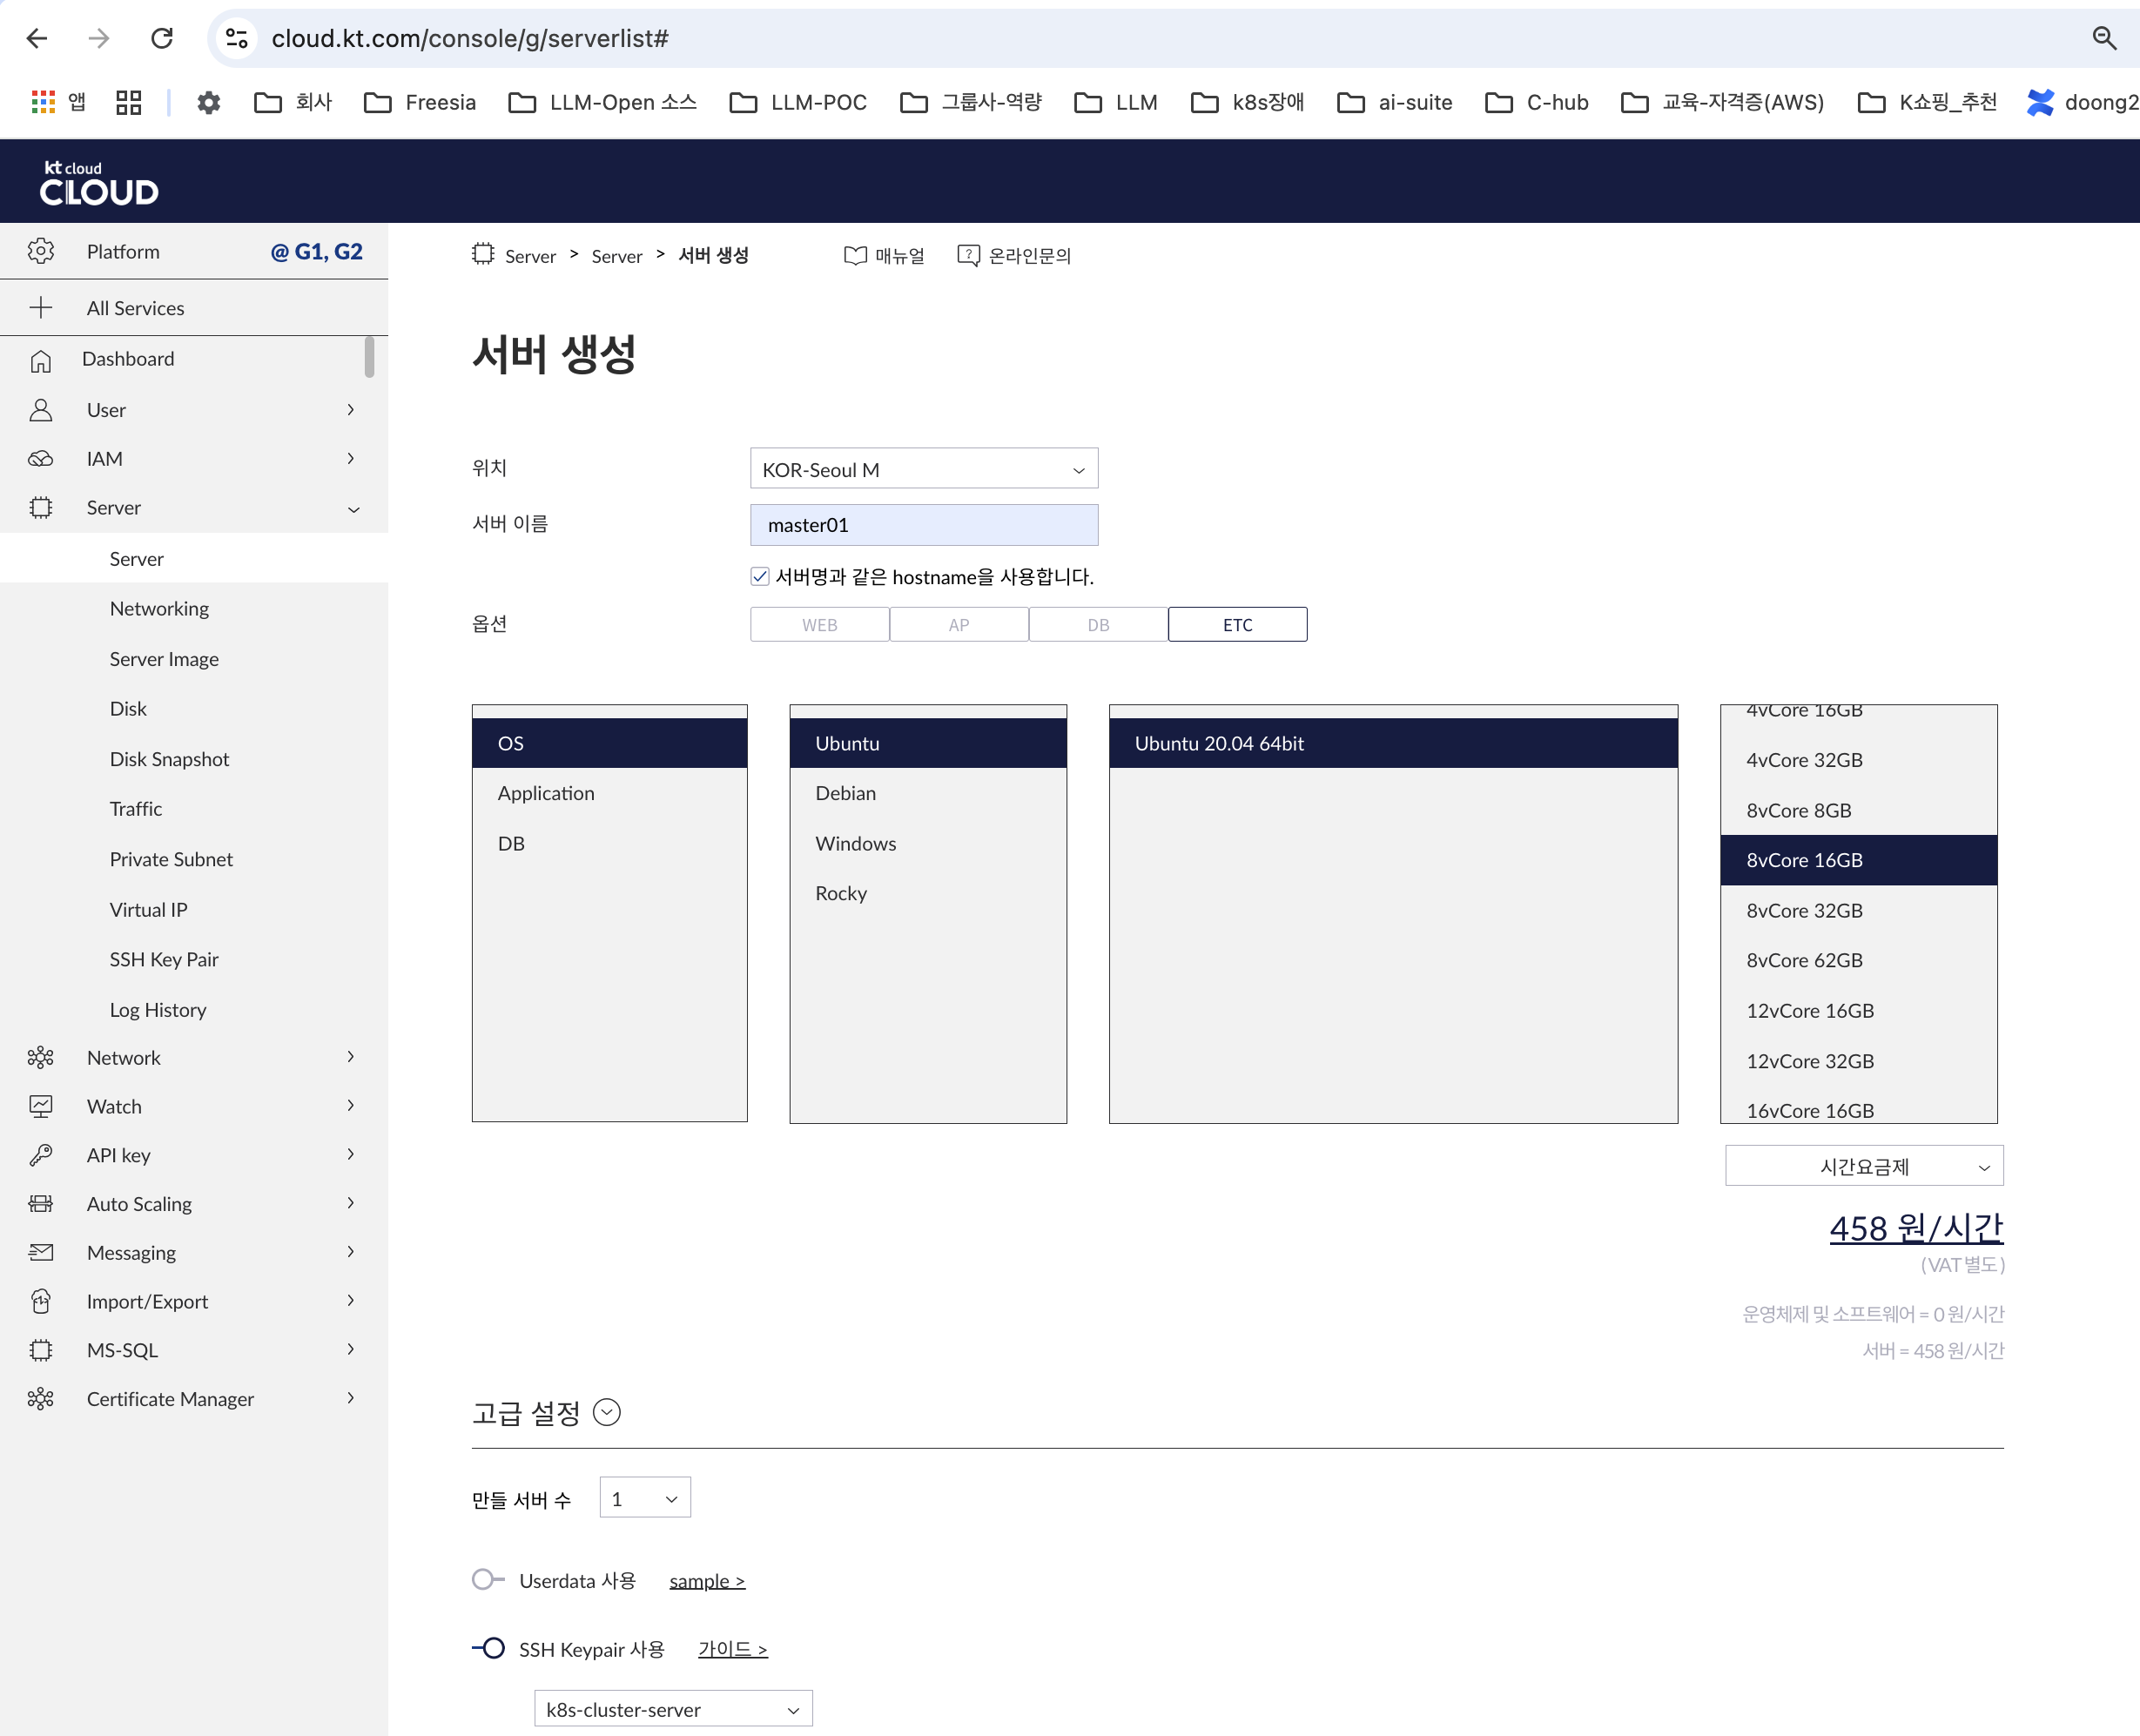 cloud.kt.com/console/g/serverlist#
앱 회사 Freesia LLM-Open 소스 LLM-POC 그룹사-역량 LLM k8s장애 ai-suite C-hub 교육-자격증(AWS) K쇼핑_추천 doong2
kt cloud
CLOUD
Platform @ G1, G2
All Services
Dashboard
User
IAM
Server
Server
Networking
Server Image
Disk
Disk Snapshot
Traffic
Private Subnet
Virtual IP
SSH Key Pair
Log History
Network
Watch
API key
Auto Scaling
Messaging
Import/Export
MS-SQL
Certificate Manager
Server > Server > 서버 생성 매뉴얼 온라인문의
서버 생성
위치 KOR-Seoul M
서버 이름 master01
서버명과 같은 hostname을 사용합니다.
옵션 WEB AP DB ETC
OS
Application
DB
Ubuntu
Debian
Windows
Rocky
Ubuntu 20.04 64bit
4vCore 16GB
4vCore 32GB
8vCore 8GB
8vCore 16GB
8vCore 32GB
8vCore 62GB
12vCore 16GB
12vCore 32GB
16vCore 16GB
시간요금제
458 원/시간
(VAT별도)
운영체제 및 소프트웨어 = 0 원/시간
서버 = 458 원/시간
고급 설정
만들 서버 수 1
Userdata 사용 sample >
SSH Keypair 사용 가이드 >
k8s-cluster-server